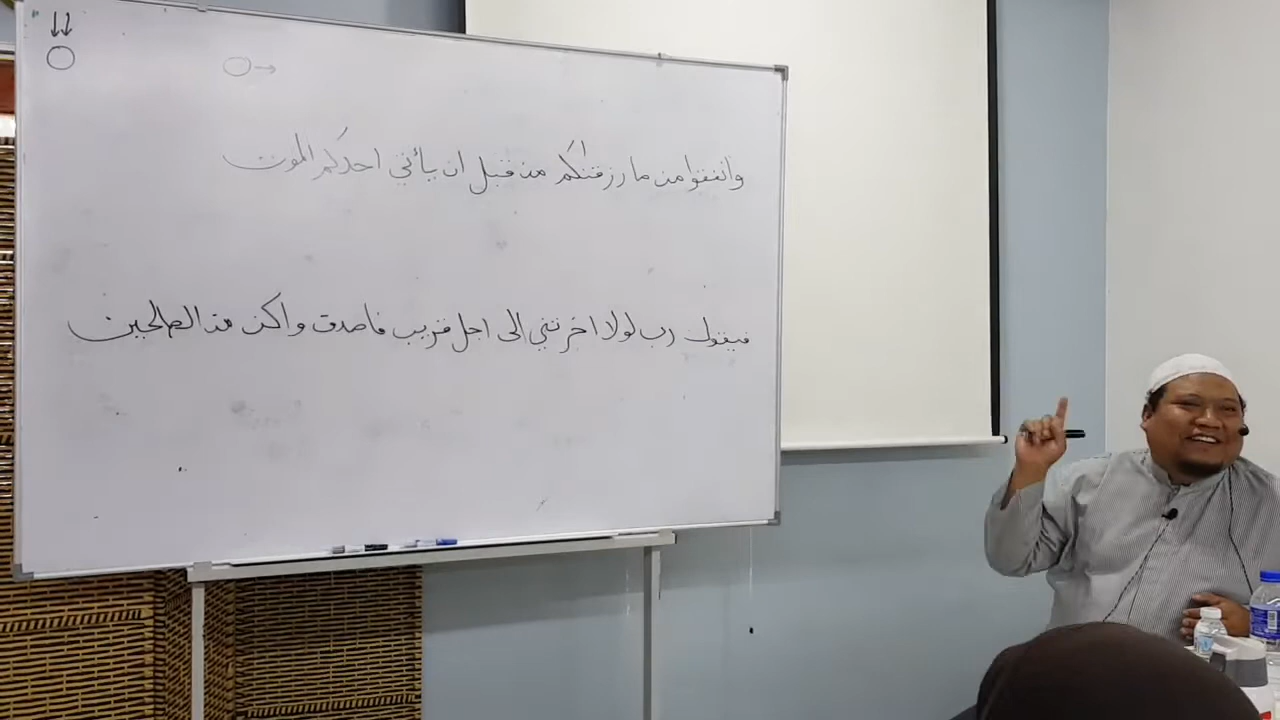 وانفقوا من ما رزقنكم من قبل ان يأتي احدكم الموت
فيقول رب لولا اخرتني الى اجل قريب فاصدق واكن من الصالحين